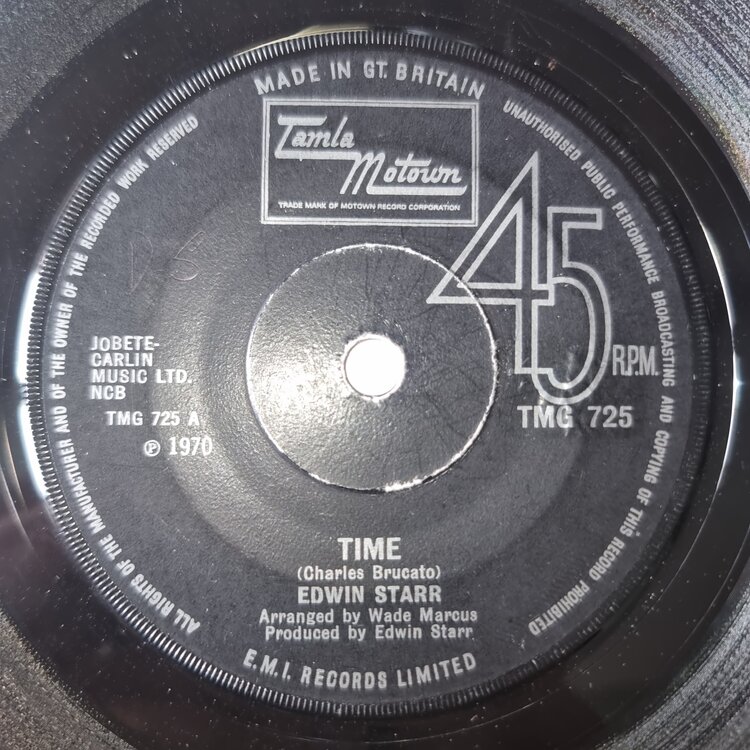 MADE IN GT. BRITAIN
Tamla
Motown
TRADE MARK OF MOTOWN RECORD CORPORATION
45
R.P.M.
TMG 725
JOBETE-
CARLIN
MUSIC LTD.
NCB
TMG 725 A
℗ 1970
TIME
(Charles Brucato)
EDWIN STARR
Arranged by Wade Marcus
Produced by Edwin Starr
E.M.I. RECORDS LIMITED
ALL RIGHTS OF THE MANUFACTURER AND OF THE OWNER OF THE RECORDED WORK RESERVED
UNAUTHORISED PUBLIC PERFORMANCE BROADCASTING AND COPYING OF THIS RECORD PROHIBITED